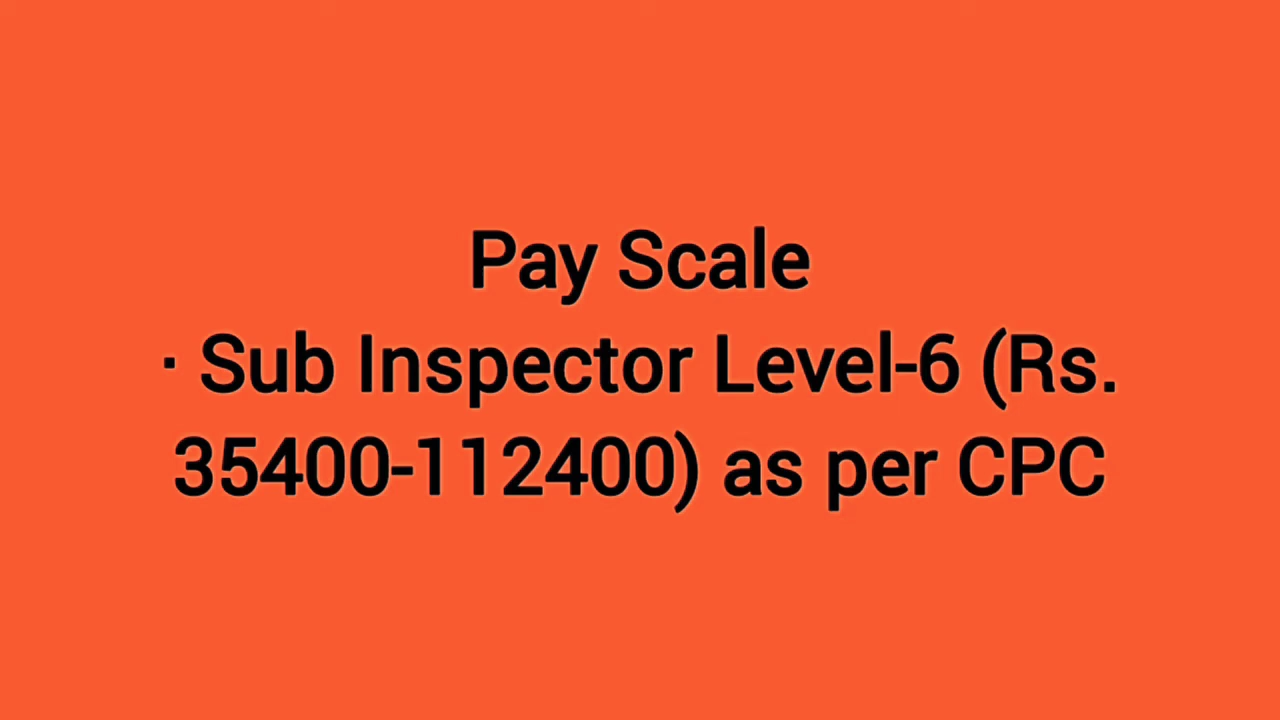 Pay Scale
· Sub Inspector Level-6 (Rs.
35400-112400) as per CPC